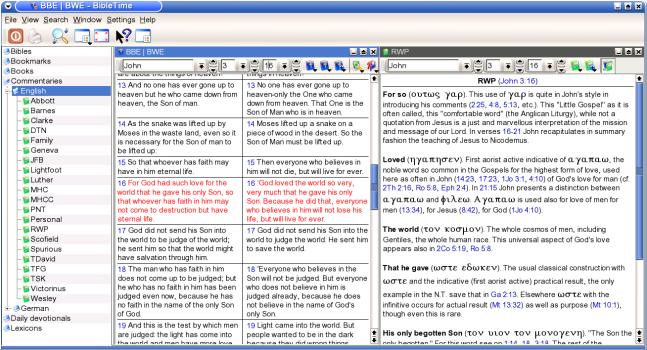 BBE | BWE - BibleTime
File View Search Window Settings Help
Bibles
Bookmarks
Books
Commentaries
English
Abbott
Barnes
Clarke
DTN
Family
Geneva
JFB
Lightfoot
Luther
MHC
MHCC
PNT
Personal
RWP
Scofield
Spurious
TDavid
TFG
TSK
Victorinus
Wesley
German
Daily devotionals
Lexicons
BBE | BWE
John 3 16
are about the things of heaven?
things in heaven?
13 And no one has ever gone up to
heaven but he who came down from
heaven, the Son of man.
13 No one has ever gone up to
heaven-only the One who came
down from heaven. That One is the
Son of Man who is in heaven.
14 As the snake was lifted up by
Moses in the waste land, even so it
is necessary for the Son of man to
be lifted up:
14 Moses lifted up a snake on a
piece of wood in the desert. So the
Son of Man must be lifted up.
15 So that whoever has faith may
have in him eternal life.
15 Then everyone who believes in
him will not die, but will live for ever.
16 For God had such love for the
world that he gave his only Son, so
that whoever has faith in him may
not come to destruction but have
eternal life.
16 'God loved the world so very,
very much that he gave his only
Son. Because he did that, everyone
who believes in him will not lose his
life, but will live for ever.
17 God did not send his Son into
the world to be judge of the world;
he sent him so that the world might
have salvation through him.
17 God did not send his Son into the
world to judge the world. He sent him
to save the world.
18 The man who has faith in him
does not come up to be judged; but
he who has no faith in him has been
judged even now, because he has
no faith in the name of the only Son
of God.
18 'Everyone who believes in the
Son will not be judged. But everyone
who does not believe in him is
judged already, because he does
not believe in the name of God's
only Son.
19 And this is the test by which men
are judged: the light has come into
the world and men have more love
19 Light came into the world. But
people wanted to be in the dark
because they did wrong things.
RWP
John 3 16
RWP (John 3:16)
For so (ουτως γαρ). This use of γαρ is quite in John's style in
introducing his comments (2:25, 4:8, 5:13, etc.). This "Little Gospel" as it is
often called, this "comfortable word" (the Anglican Liturgy), while not a
quotation from Jesus is a just and marvellous interpretation of the mission
and message of our Lord. In verses 16-21 John recapitulates in summary
fashion the teaching of Jesus to Nicodemus.
Loved (ηγαπησεν). First aorist active indicative of αγαπαω, the
noble word so common in the Gospels for the highest form of love, used
here as often in John (14:23, 17:23, 1Jo 3:1, 4:10) of God's love for man (cf.
2Th 2:16, Ro 5:8, Eph 2:4). In 21:15 John presents a distinction between
αγαπαω and φιλεω. Αγαπαω is used also for love of men for
men (13:34), for Jesus (8:42), for God (1Jo 4:10).
The world (τον κοσμον). The whole cosmos of men, including
Gentiles, the whole human race. This universal aspect of God's love
appears also in 2Co 5:19, Ro 5:8.
That he gave (ωστε εδωκεν). The usual classical construction with
ωστε and the indicative (first aorist active) practical result, the only
example in the N.T. save that in Ga 2:13. Elsewhere ωστε with the
infinitive occurs for actual result (Mt 13:32) as well as purpose (Mt 10:1),
though even this is rare.
His only begotten Son (τον υιον τον μονογενη). "The Son the
only begotten." For this word see on 1:14, 18, 3:18. The rest of the